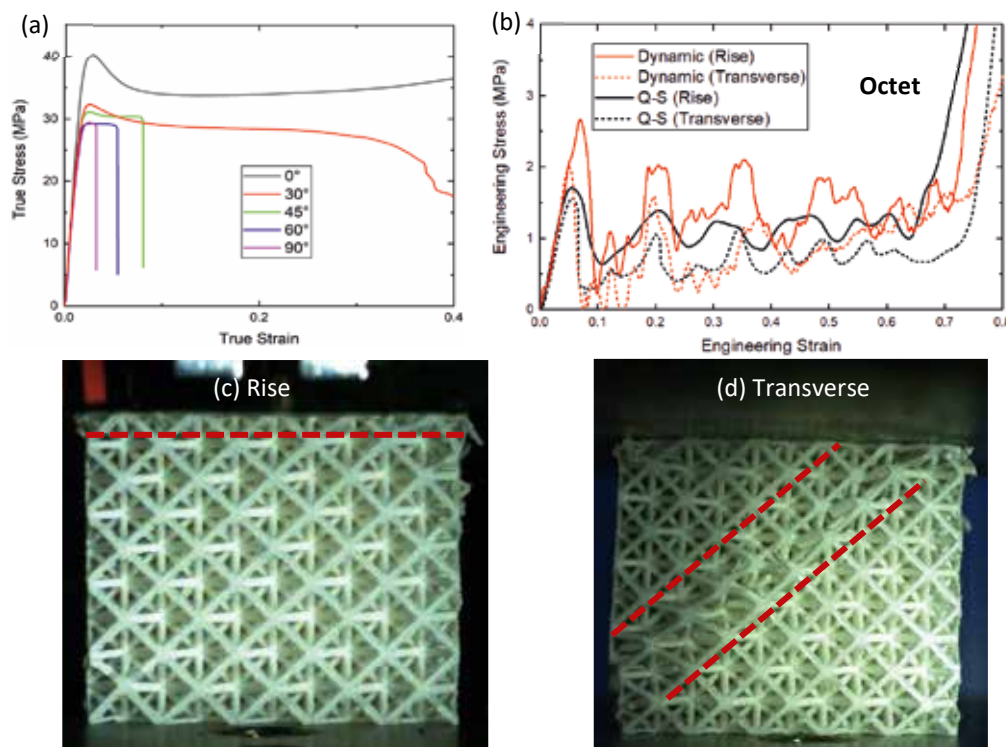 (a)
True Stress (MPa)
40
30
20
10
0
0°
30°
45°
60°
90°
0.0
0.2
0.4
True Strain
(b)
Engineering Stress (MPa)
4
3
2
1
0
Dynamic (Rise)
Dynamic (Transverse)
Q-S (Rise)
Q-S (Transverse)
Octet
0.0 0.1 0.2 0.3 0.4 0.5 0.6 0.7 0.8
Engineering Strain
(c) Rise
(d) Transverse